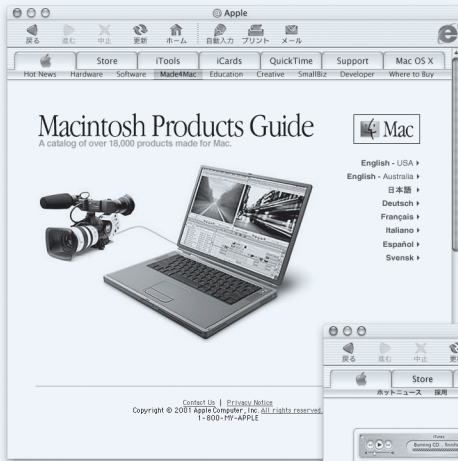 Apple
戻る 進む 中止 更新 ホーム 自動入力 プリント メール
Store iTools iCards QuickTime Support Mac OS X
Hot News Hardware Software Made4Mac Education Creative SmallBiz Developer Where to Buy
Macintosh Products Guide
A catalog of over 18,000 products made for Mac.
Mac
English - USA
English - Australia
日本語
Deutsch
Français
Italiano
Español
Svensk
Contact Us | Privacy Notice
Copyright © 2001 Apple Computer, Inc. All rights reserved.
1-800-MY-APPLE
戻る 進む 中止
Store
ホットニュース 採用
iTunes
Burning CD ...